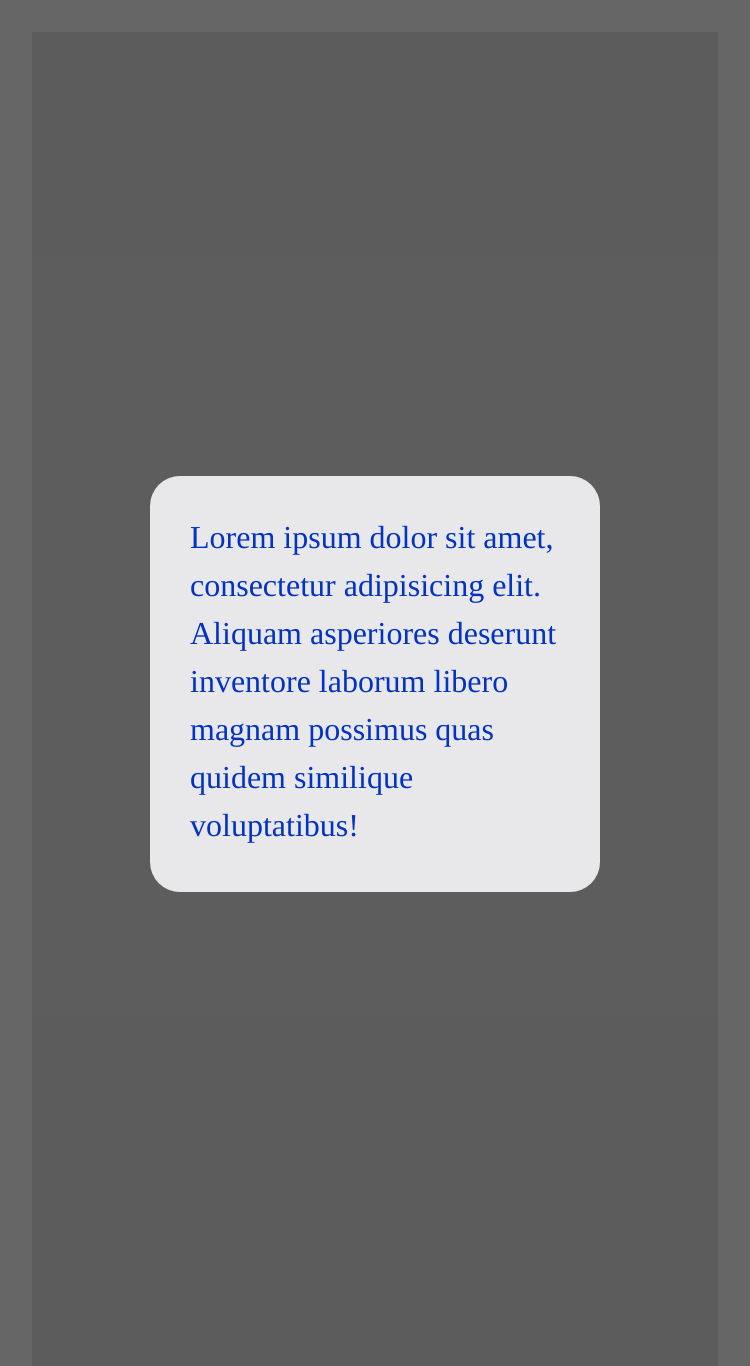 Lorem ipsum dolor sit amet,
consectetur adipisicing elit.
Aliquam asperiores deserunt
inventore laborum libero
magnam possimus quas
quidem similique
voluptatibus!